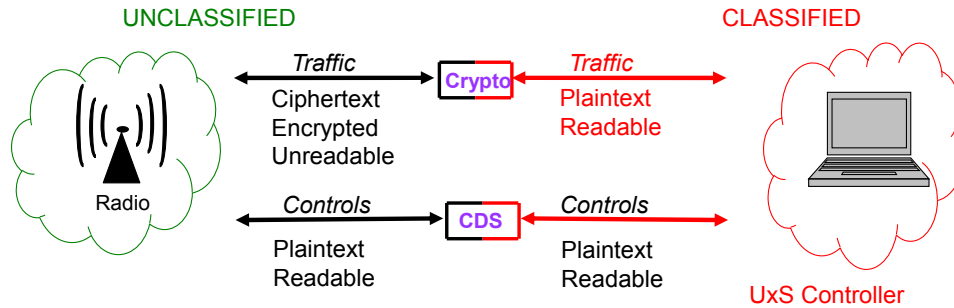 UNCLASSIFIED
CLASSIFIED
Traffic
Crypto
Traffic
Ciphertext
Encrypted
Unreadable
Plaintext
Readable
Radio
Controls
CDS
Controls
Plaintext
Readable
Plaintext
Readable
UxS Controller